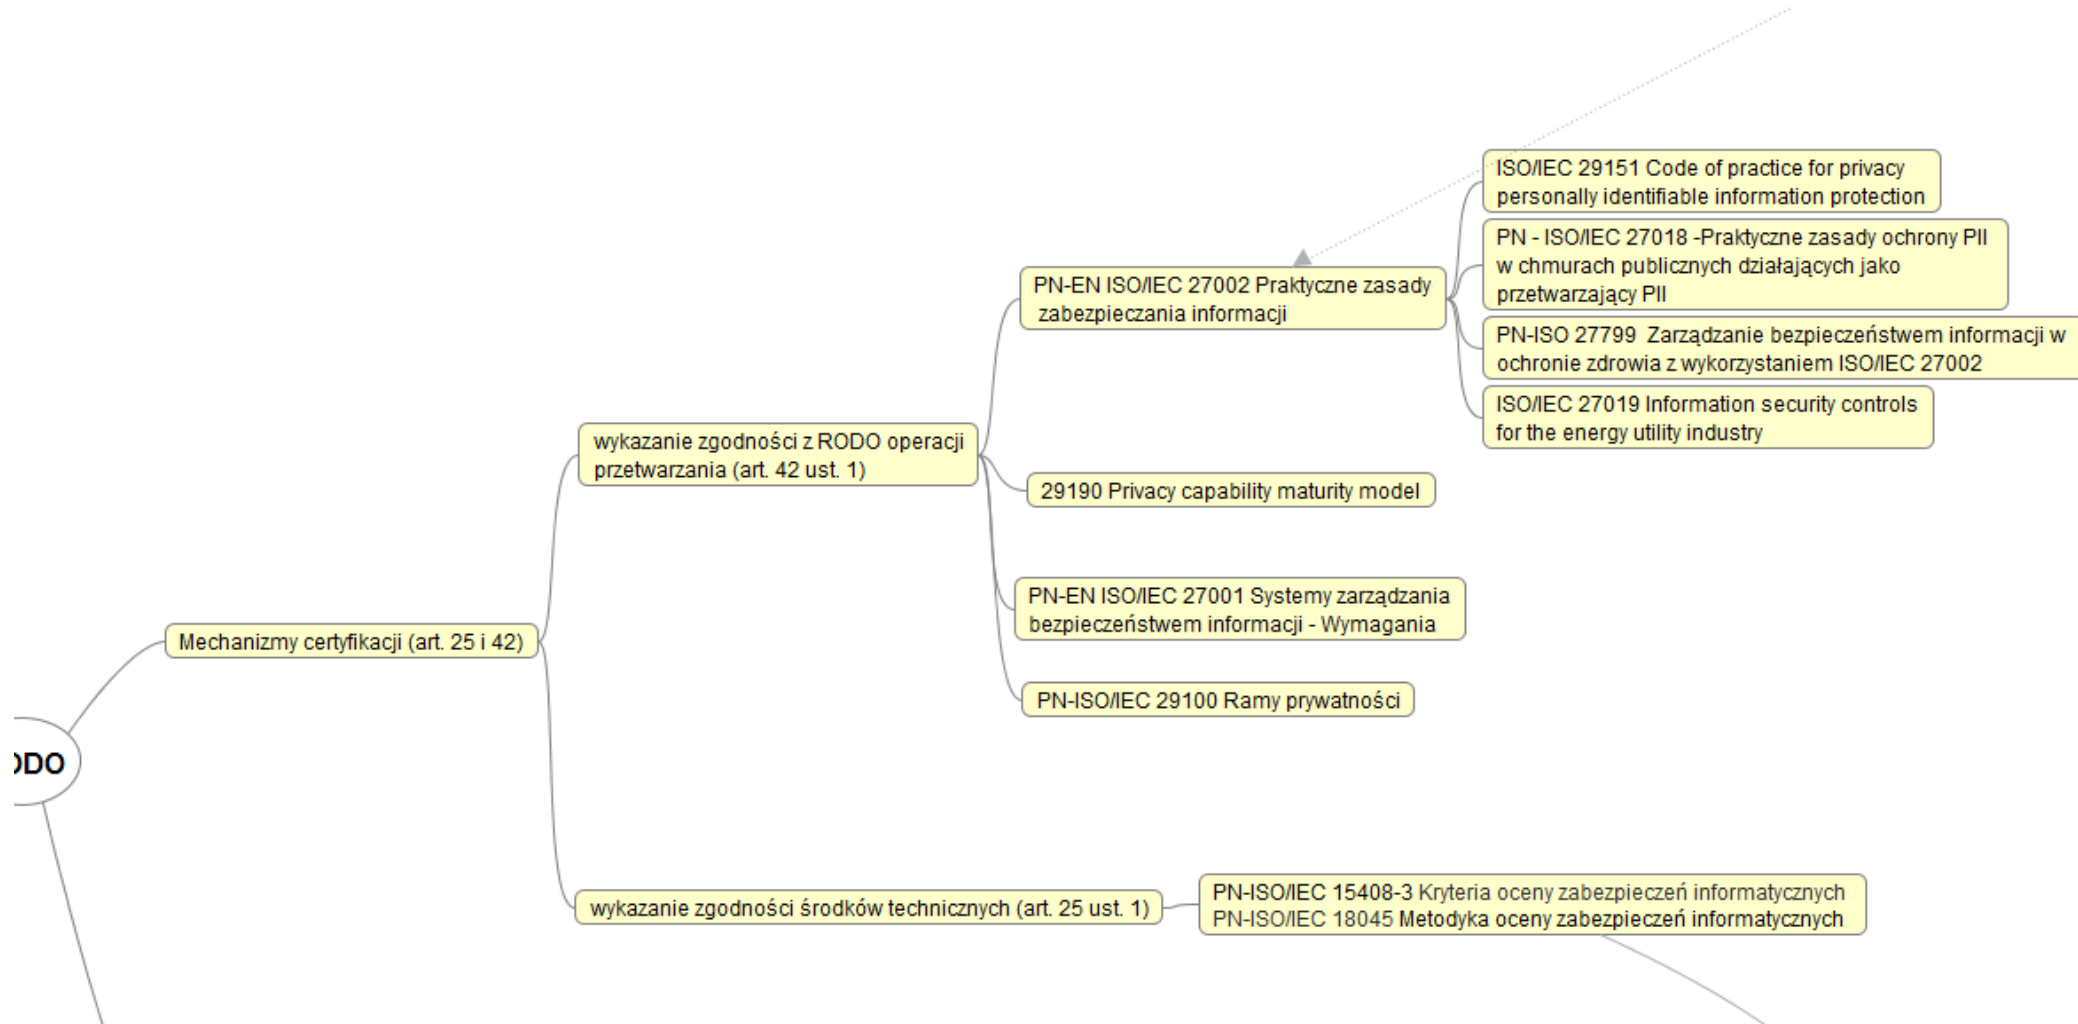 ISO/IEC 29151 Code of practice for privacy
personally identifiable information protection
PN - ISO/IEC 27018 -Praktyczne zasady ochrony PII
w chmurach publicznych działających jako
przetwarzający PII
PN-EN ISO/IEC 27002 Praktyczne zasady
zabezpieczania informacji
PN-ISO 27799 Zarządzanie bezpieczeństwem informacji w
ochronie zdrowia z wykorzystaniem ISO/IEC 27002
ISO/IEC 27019 Information security controls
for the energy utility industry
wykazanie zgodności z RODO operacji
przetwarzania (art. 42 ust. 1)
29190 Privacy capability maturity model
PN-EN ISO/IEC 27001 Systemy zarządzania
bezpieczeństwem informacji - Wymagania
Mechanizmy certyfikacji (art. 25 i 42)
PN-ISO/IEC 29100 Ramy prywatności
ODO
wykazanie zgodności środków technicznych (art. 25 ust. 1)
PN-ISO/IEC 15408-3 Kryteria oceny zabezpieczeń informatycznych
PN-ISO/IEC 18045 Metodyka oceny zabezpieczeń informatycznych